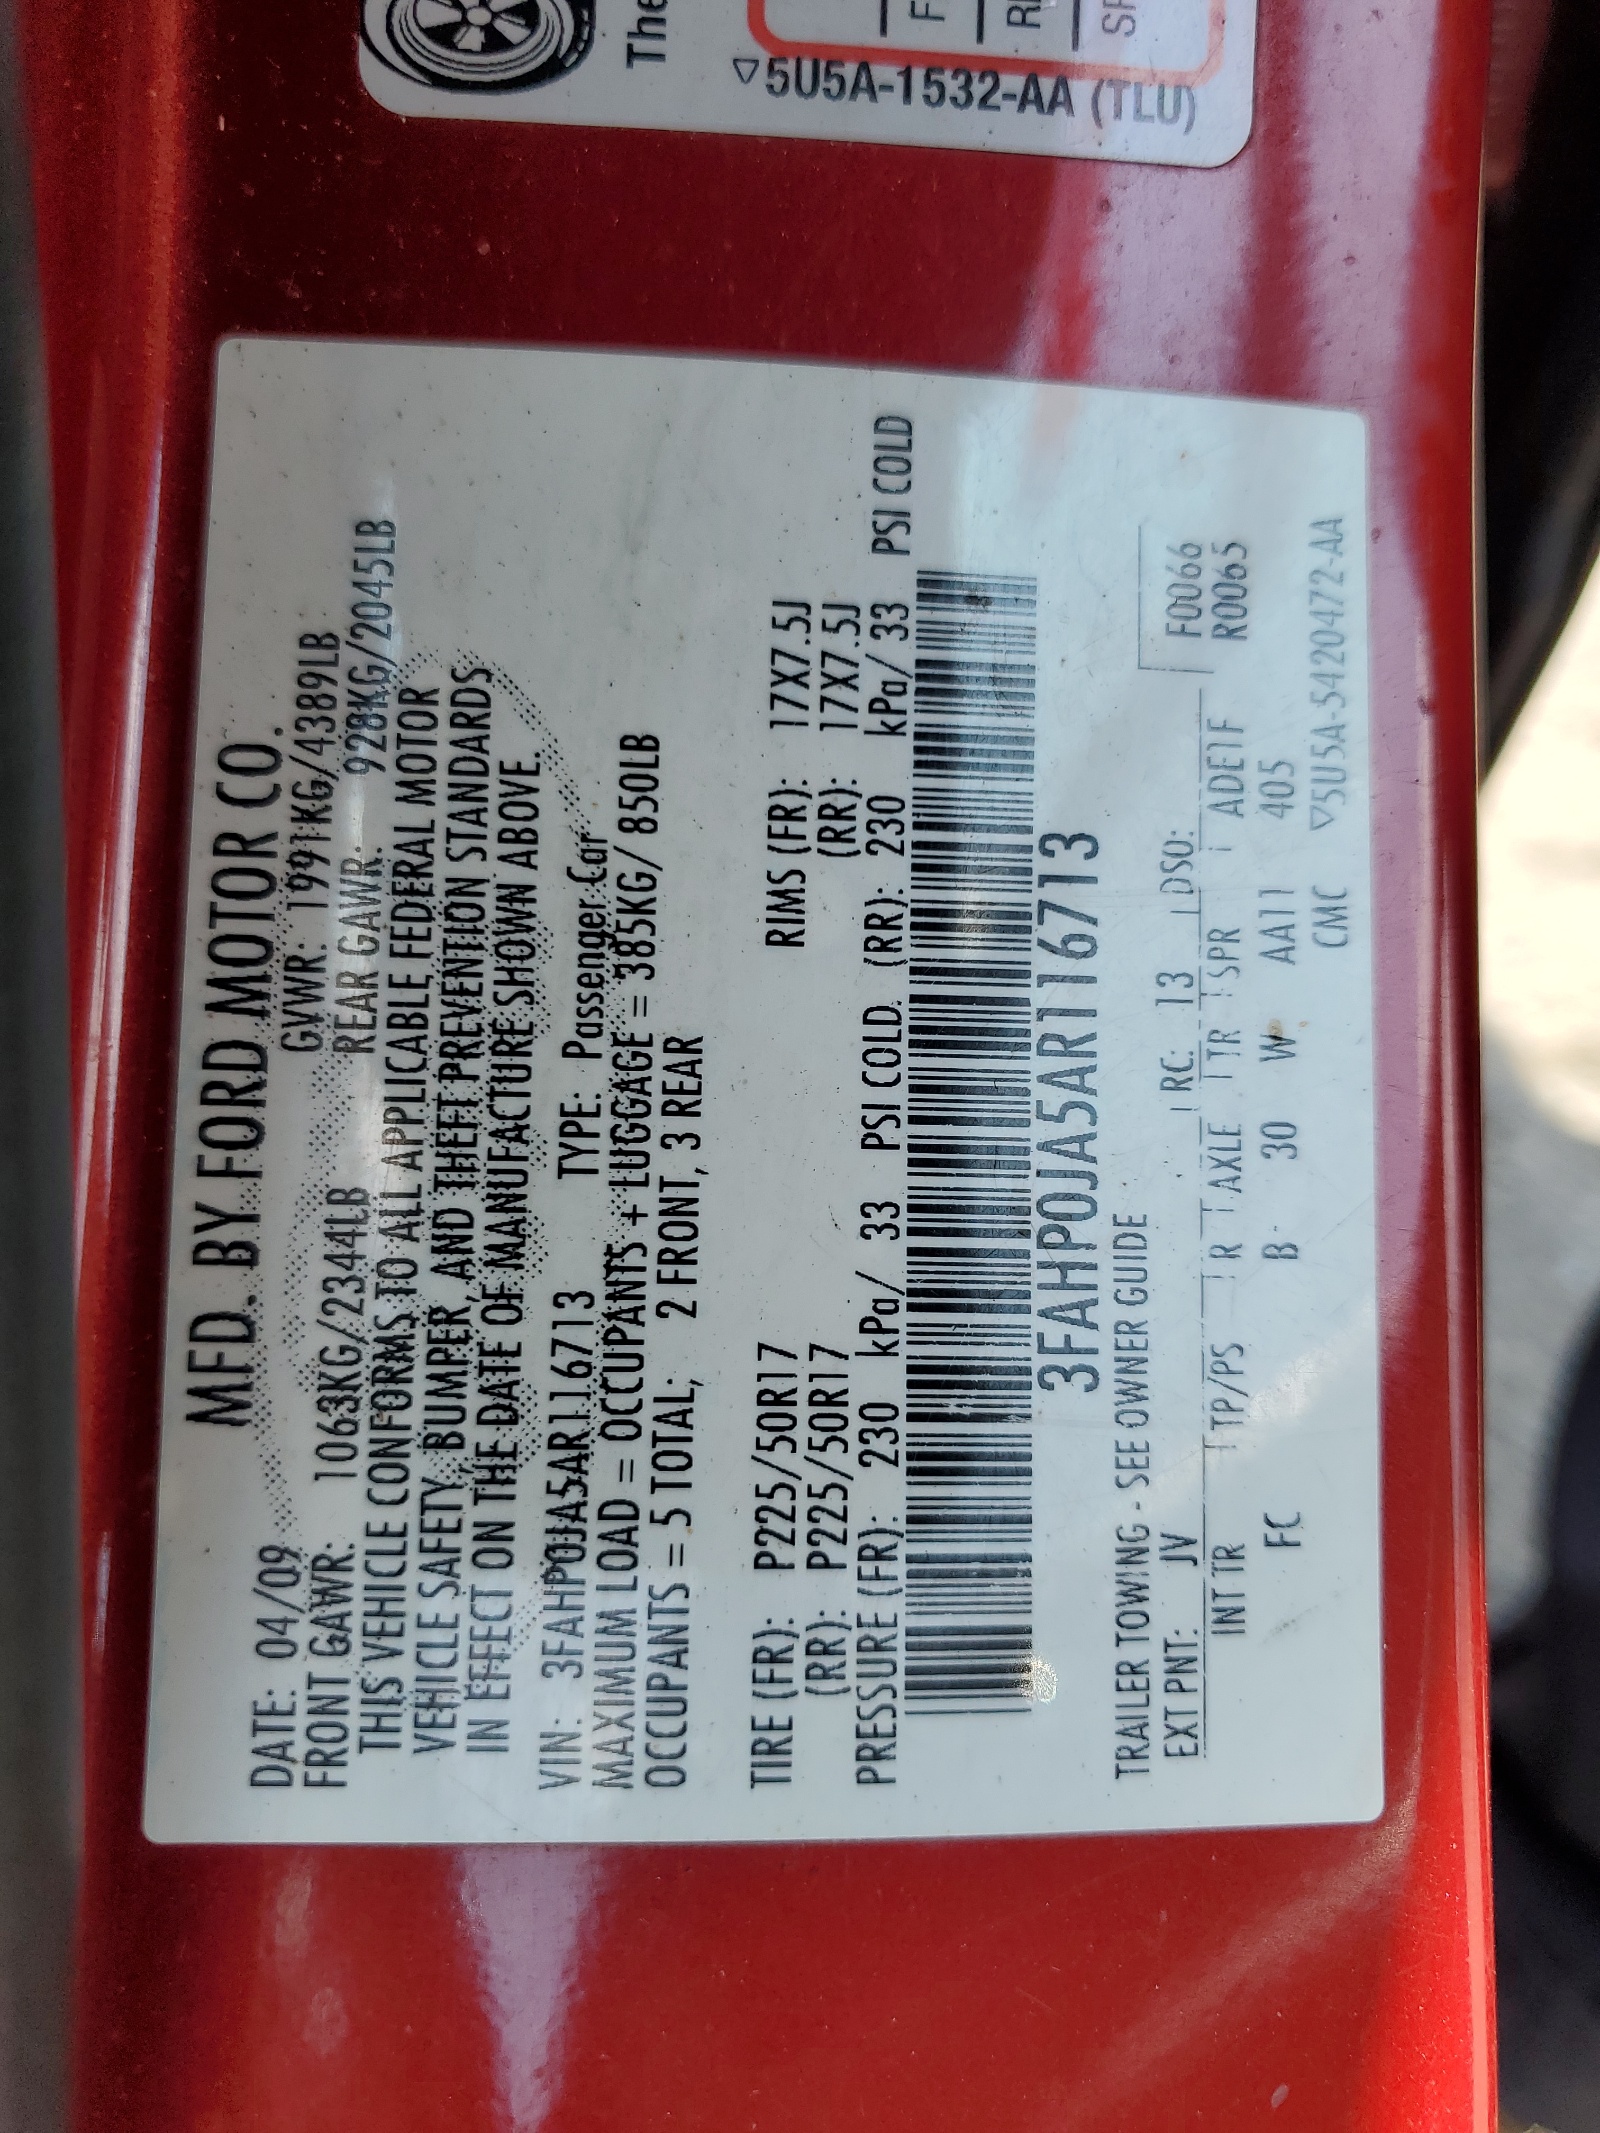 MFD. BY FORD MOTOR CO.
DATE: 04/09 GVWR: 1991KG/4389LB
FRONT GAWR: 1063KG/2344LB REAR GAWR: 928KG/2045LB
THIS VEHICLE CONFORMS TO ALL APPLICABLE FEDERAL MOTOR
VEHICLE SAFETY, BUMPER, AND THEFT PREVENTION STANDARDS
IN EFFECT ON THE DATE OF MANUFACTURE SHOWN ABOVE.
VIN: 3FAHP0JA5AR116713 TYPE: Passenger Car
MAXIMUM LOAD = OCCUPANTS + LUGGAGE = 385KG/ 850LB
OCCUPANTS = 5 TOTAL; 2 FRONT, 3 REAR
TIRE (FR): P225/50R17 RIMS (FR): 17X7.5J
(RR): P225/50R17 (RR): 17X7.5J
PRESSURE (FR): 230 kPa/ 33 PSI COLD (RR): 230 kPa/ 33 PSI COLD
3FAHP0JA5AR116713
TRAILER TOWING - SEE OWNER GUIDE
EXT PNT: JV RC: 13 DSO: F0066
INT TR TP/PS R AXLE TR SPR ADE1F R0065
FC B 30 W AA11 405
CMC ▽5U5A-5420472-AA
The
▽5U5A-1532-AA (TLU)